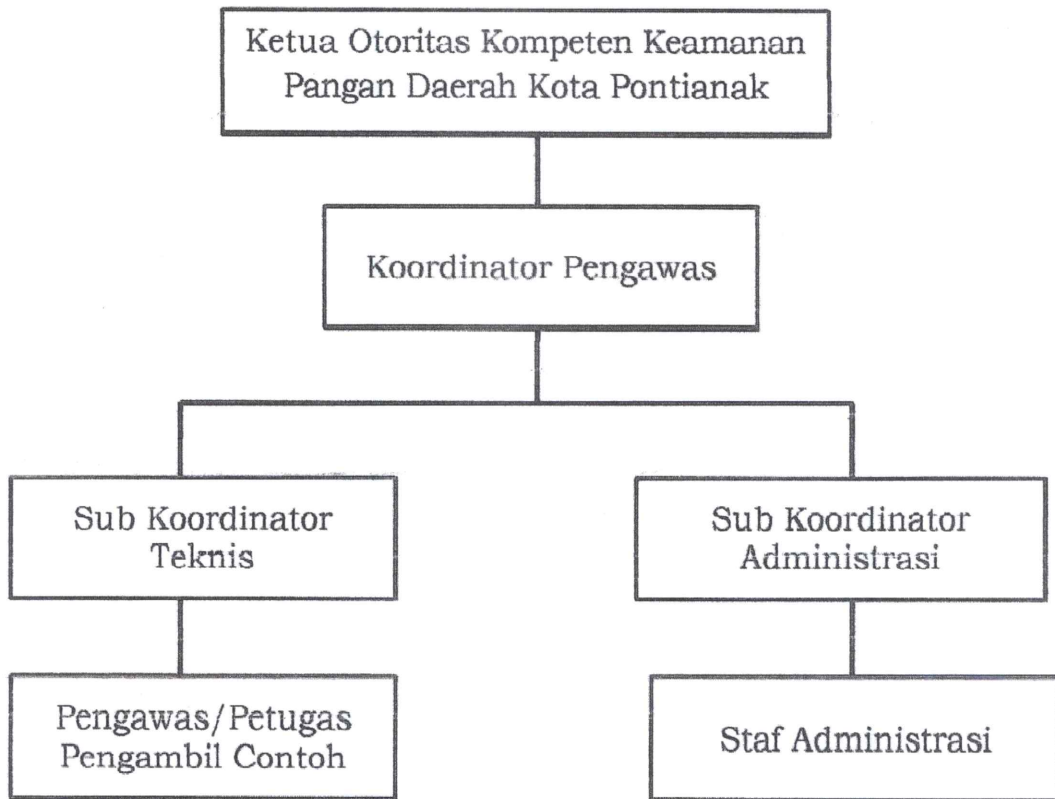 Ketua Otoritas Kompeten Keamanan
Pangan Daerah Kota Pontianak
Koordinator Pengawas
Sub Koordinator
Teknis
Sub Koordinator
Administrasi
Pengawas/Petugas
Pengambil Contoh
Staf Administrasi